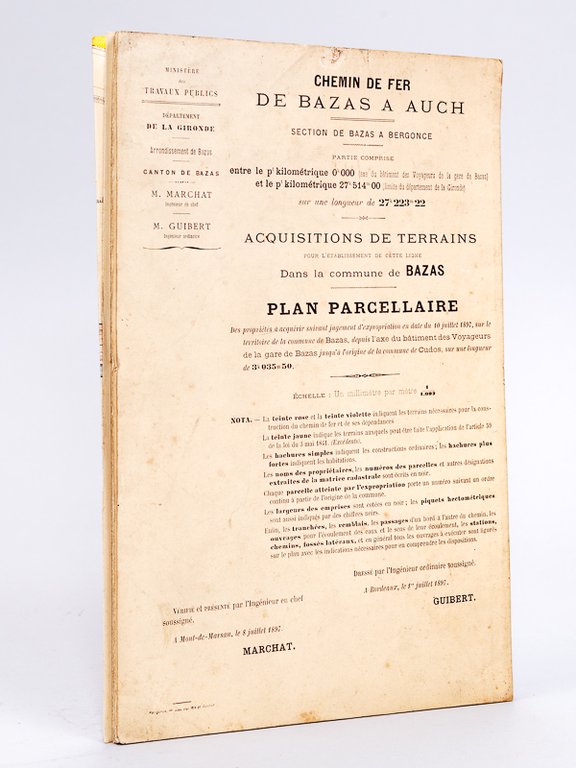 MINISTÈRE
des
TRAVAUX PUBLICS
DÉPARTEMENT
DE LA GIRONDE
Arrondissement de Bazas
CANTON DE BAZAS
M. MARCHAT
Ingénieur en chef
M. GUIBERT
Ingénieur ordinaire
CHEMIN DE FER
DE BAZAS A AUCH
SECTION DE BAZAS A BERGONCE
PARTIE COMPRISE
entre le pt kilométrique 0k000 (axe du bâtiment des Voyageurs de la gare de Bazas)
et le pt kilométrique 27k514m00 (limite du département de la Gironde)
sur une longueur de 27k223m22
ACQUISITIONS DE TERRAINS
POUR L'ÉTABLISSEMENT DE CETTE LIGNE
Dans la commune de BAZAS
PLAN PARCELLAIRE
Des propriétés à acquérir suivant jugement d'expropriation en date du 10 juillet 1897, sur le
territoire de la commune de Bazas, depuis l'axe du bâtiment des Voyageurs
de la gare de Bazas jusqu'à l'origine de la commune de Cudos, sur une longueur
de 3k035m50.
ÉCHELLE : Un millimètre par mètre 1/1.000
NOTA. — La teinte rose et la teinte violette indiquent les terrains nécessaires pour la cons-
truction du chemin de fer et de ses dépendances
La teinte jaune indique les terrains auxquels peut être faite l'application de l'article 50
de la loi du 3 mai 1841. (Excédents).
Les hachures simples indiquent les constructions ordinaires ; les hachures plus
fortes indiquent les habitations.
Les noms des propriétaires, les numéros des parcelles et autres désignations
extraites de la matrice cadastrale sont écrits en noir.
Chaque parcelle atteinte par l'expropriation porte un numéro suivant un ordre
continu à partir de l'origine de la commune.
Les largeurs des emprises sont cotées en noir ; les piquets hectométriques
sont aussi indiqués par des chiffres noirs.
Enfin, les tranchées, les remblais, les passages d'un bord à l'autre du chemin, les
ouvrages pour l'écoulement des eaux et le sens de leur écoulement, les stations,
chemins, fossés latéraux, et en général tous les ouvrages à exécuter sont figurés
sur le plan avec les indications nécessaires pour en comprendre les dispositions.
DRESSÉ par l'Ingénieur ordinaire soussigné.
A Bordeaux, le 1er juillet 1897.
GUIBERT.
VÉRIFIÉ et PRÉSENTÉ par l'Ingénieur en chef
soussigné.
A Mont-de-Marsan, le 8 juillet 1897.
MARCHAT.